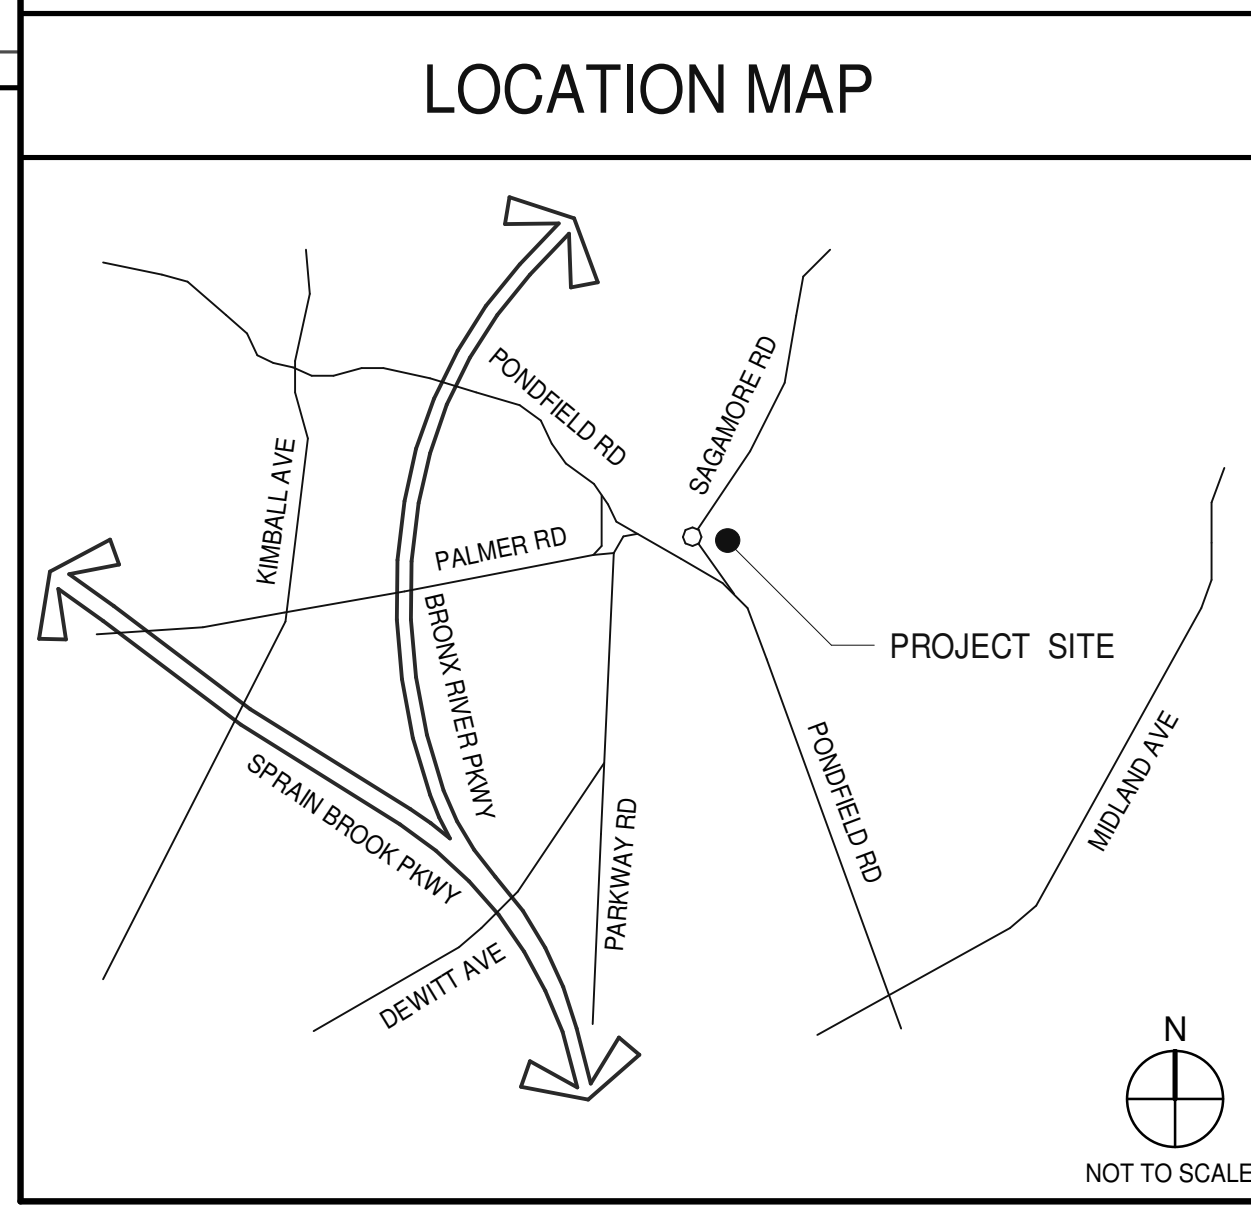 LOCATION MAP
PONDFIELD RD
SAGAMORE RD
KIMBALL AVE
PALMER RD
BRONX RIVER PKWY
PROJECT  SITE
SPRAIN BROOK PKWY
PONDFIELD RD
MIDLAND AVE
PARKWAY RD
DEWITT AVE
N
NOT TO SCALE